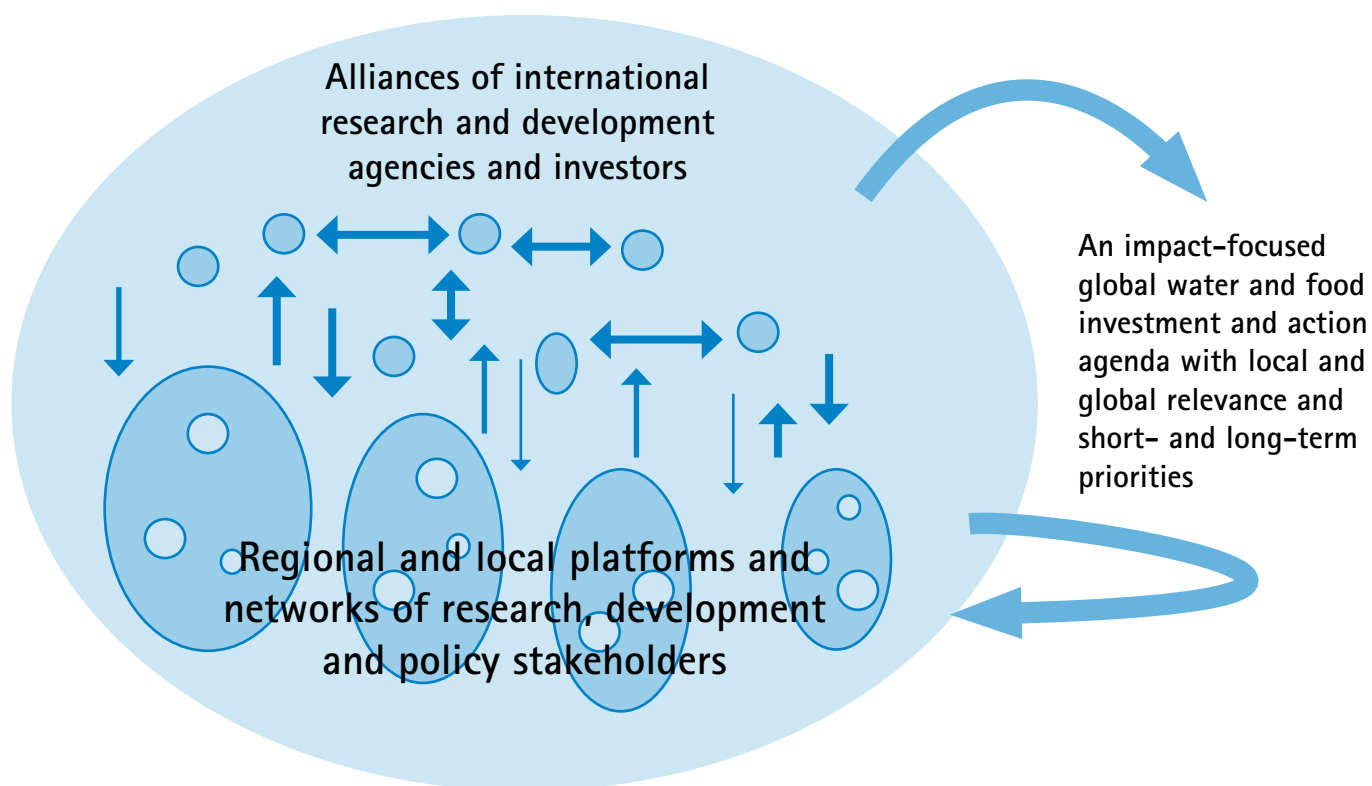 Alliances of international
research and development
agencies and investors
An impact-focused
global water and food
investment and action
agenda with local and
global relevance and
short- and long-term
priorities
Regional and local platforms and
networks of research, development
and policy stakeholders